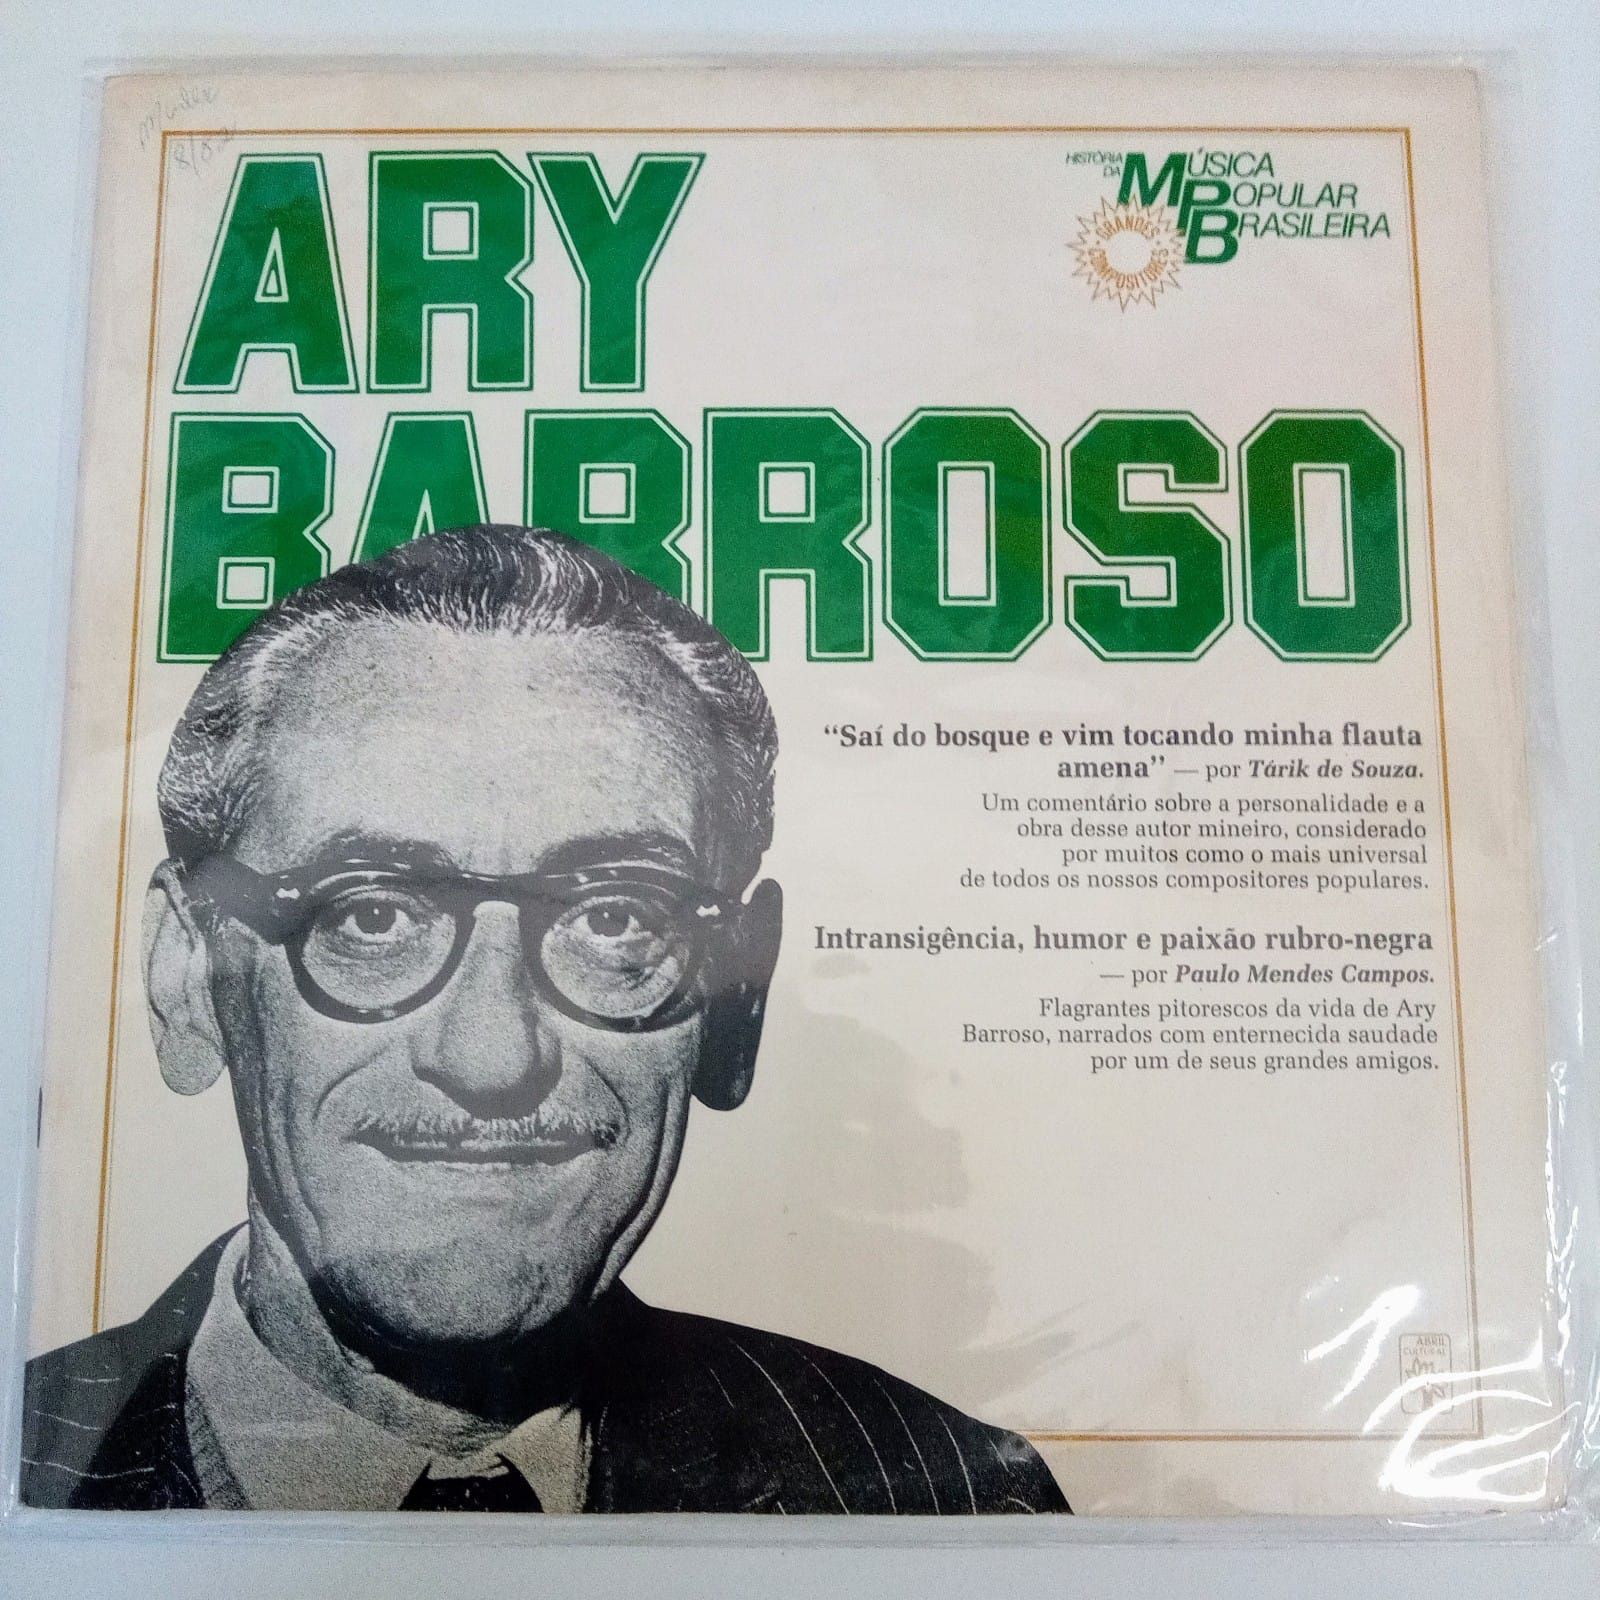 ARY
BARROSO
HISTÓRIA
DA
MÚSICA
POPULAR
BRASILEIRA
GRANDES
COMPOSITORES
“Saí do bosque e vim tocando minha flauta
amena” — por Tárik de Souza.
Um comentário sobre a personalidade e a
obra desse autor mineiro, considerado
por muitos como o mais universal
de todos os nossos compositores populares.
Intransigência, humor e paixão rubro-negra
— por Paulo Mendes Campos.
Flagrantes pitorescos da vida de Ary
Barroso, narrados com enternecida saudade
por um de seus grandes amigos.
ABRIL
CULTURAL